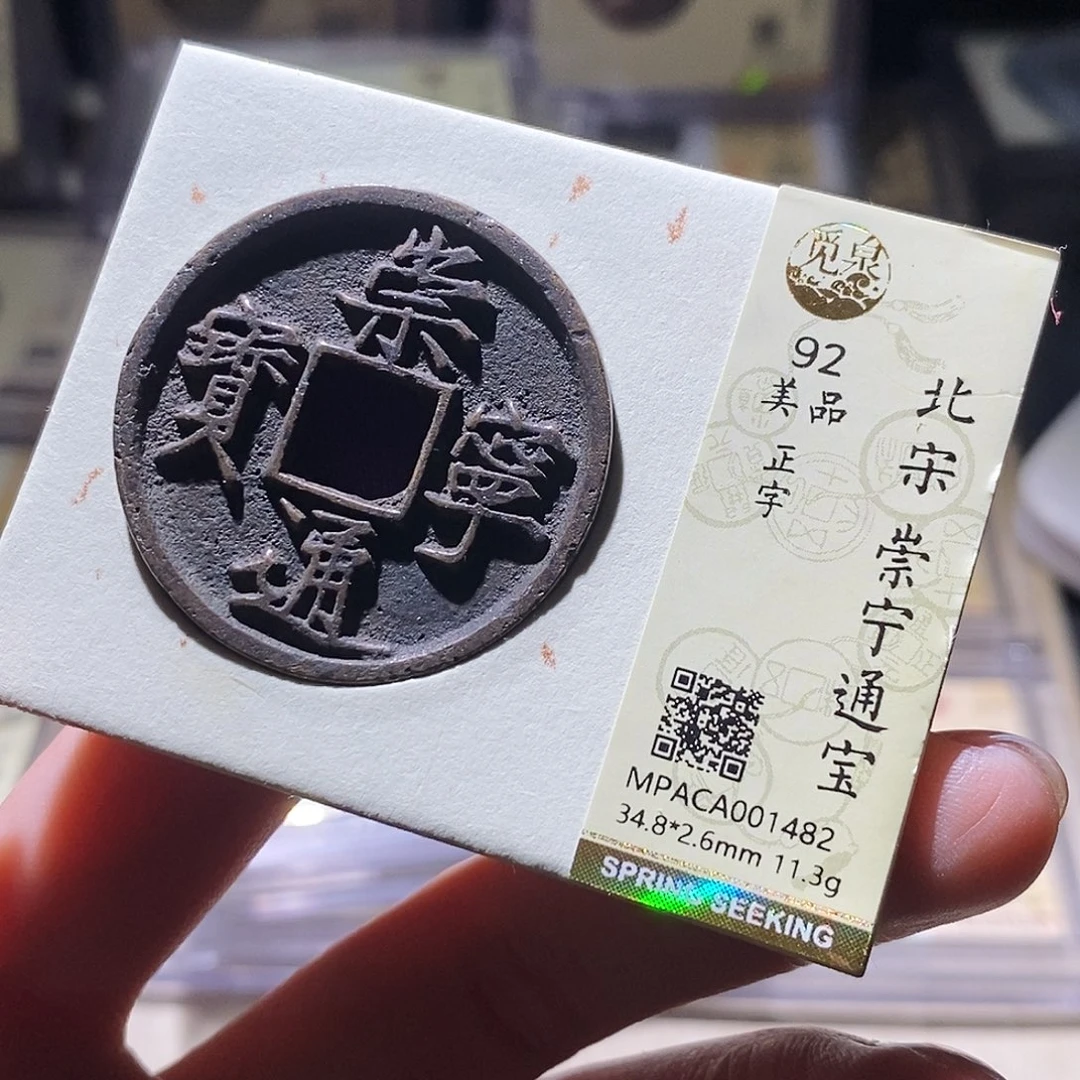 崇寧通寳
覓泉
92
美品
正字
北宋崇宁通宝
MPACA001482
34.8*2.6mm 11.3g
SPRING SEEKING